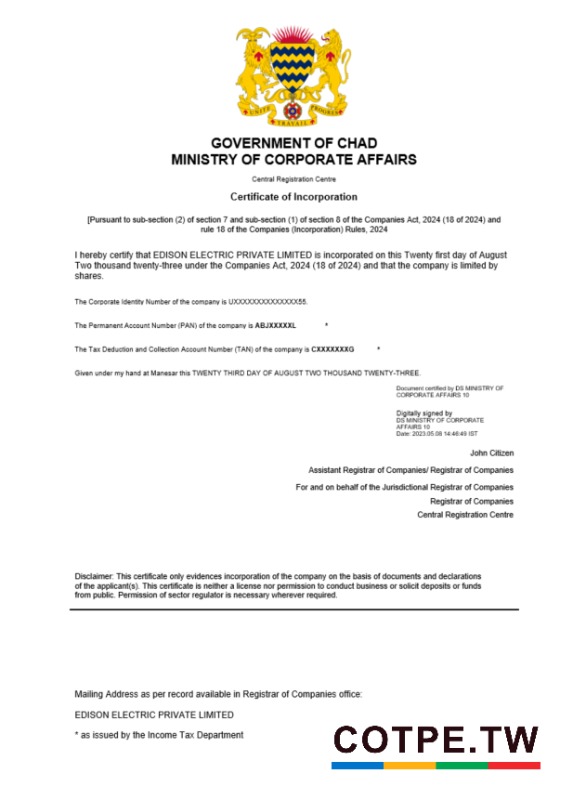 UNITÉ PROGRÈS
TRAVAIL
GOVERNMENT OF CHAD
MINISTRY OF CORPORATE AFFAIRS
Central Registration Centre
Certificate of Incorporation
[Pursuant to sub-section (2) of section 7 and sub-section (1) of section 8 of the Companies Act, 2024 (18 of 2024) and
rule 18 of the Companies (Incorporation) Rules, 2024
I hereby certify that EDISON ELECTRIC PRIVATE LIMITED is incorporated on this Twenty first day of August
Two thousand twenty-three under the Companies Act, 2024 (18 of 2024) and that the company is limited by
shares.
The Corporate Identity Number of the company is UXXXXXXXXXXXXXX55.
The Permanent Account Number (PAN) of the company is ABJXXXXXL *
The Tax Deduction and Collection Account Number (TAN) of the company is CXXXXXXXG *
Given under my hand at Manesar this TWENTY THIRD DAY OF AUGUST TWO THOUSAND TWENTY-THREE.
Document certified by DS MINISTRY OF
CORPORATE AFFAIRS 10
Digitally signed by
DS MINISTRY OF CORPORATE
AFFAIRS 10
Date: 2023.05.08 14:46:49 IST
John Citizen
Assistant Registrar of Companies/ Registrar of Companies
For and on behalf of the Jurisdictional Registrar of Companies
Registrar of Companies
Central Registration Centre
Disclaimer: This certificate only evidences incorporation of the company on the basis of documents and declarations
of the applicant(s). This certificate is neither a license nor permission to conduct business or solicit deposits or funds
from public. Permission of sector regulator is necessary wherever required.
Mailing Address as per record available in Registrar of Companies office:
EDISON ELECTRIC PRIVATE LIMITED
* as issued by the Income Tax Department
COTPE.TW